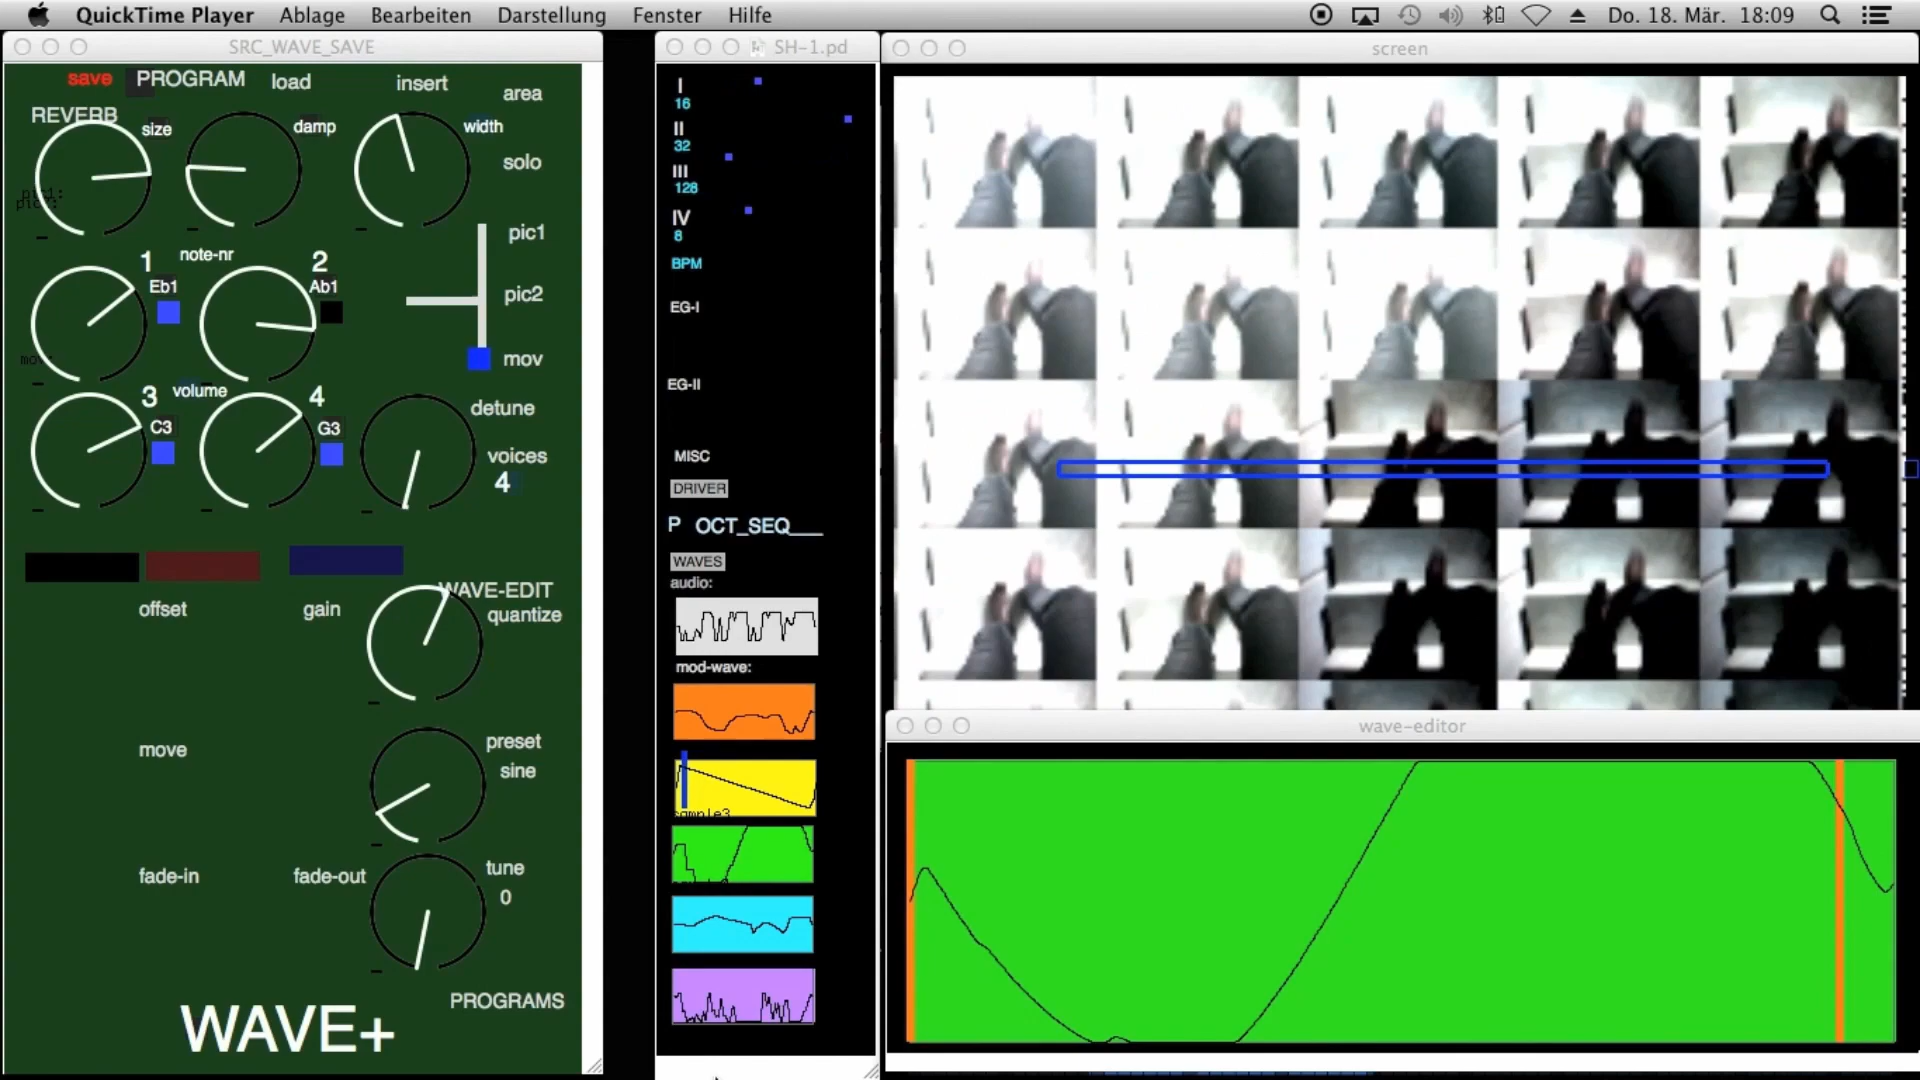 QuickTime Player Ablage Bearbeiten Darstellung Fenster Hilfe Do. 18. Mär. 18:09
SRC_WAVE_SAVE
save PROGRAM load insert area
REVERB size damp width
solo
pic1
1 note-nr 2
Eb1 Ab1
pic2
mov
3 volume 4
C3 G3
detune
voices
4
WAVE-EDIT
offset gain quantize
move preset
sine
fade-in fade-out tune
0
PROGRAMS
WAVE+
SH-1.pd
I
16
II
32
III
128
IV
8
BPM
EG-I
EG-II
MISC
DRIVER
P OCT_SEQ___
WAVES
audio:
mod-wave:
sample3
screen
wave-editor